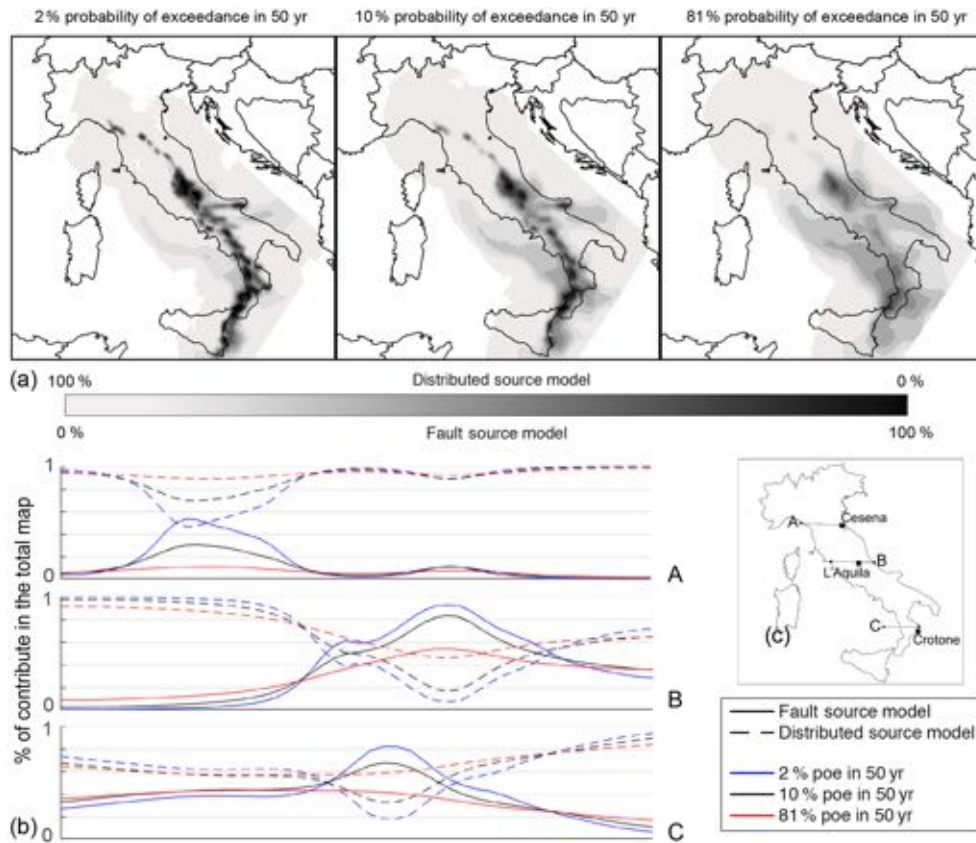 2% probability of exceedance in 50 yr
10% probability of exceedance in 50 yr
81% probability of exceedance in 50 yr
(a)
100 %
Distributed source model
0 %
0 %
Fault source model
100 %
% of contribute in the total map
1
0
A
1
0
B
1
0
C
(b)
A
Cesena
L'Aquila
B
C
Crotone
(c)
Fault source model
Distributed source model
2 % poe in 50 yr
10 % poe in 50 yr
81 % poe in 50 yr